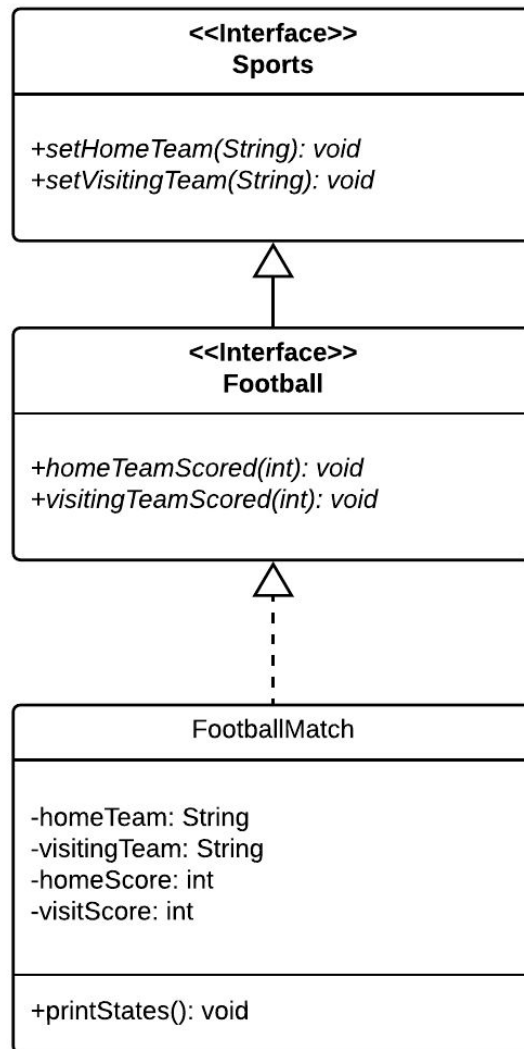 <<Interface>>
Sports
+setHomeTeam(String): void
+setVisitingTeam(String): void
<<Interface>>
Football
+homeTeamScored(int): void
+visitingTeamScored(int): void
FootballMatch
-homeTeam: String
-visitingTeam: String
-homeScore: int
-visitScore: int
+printStates(): void